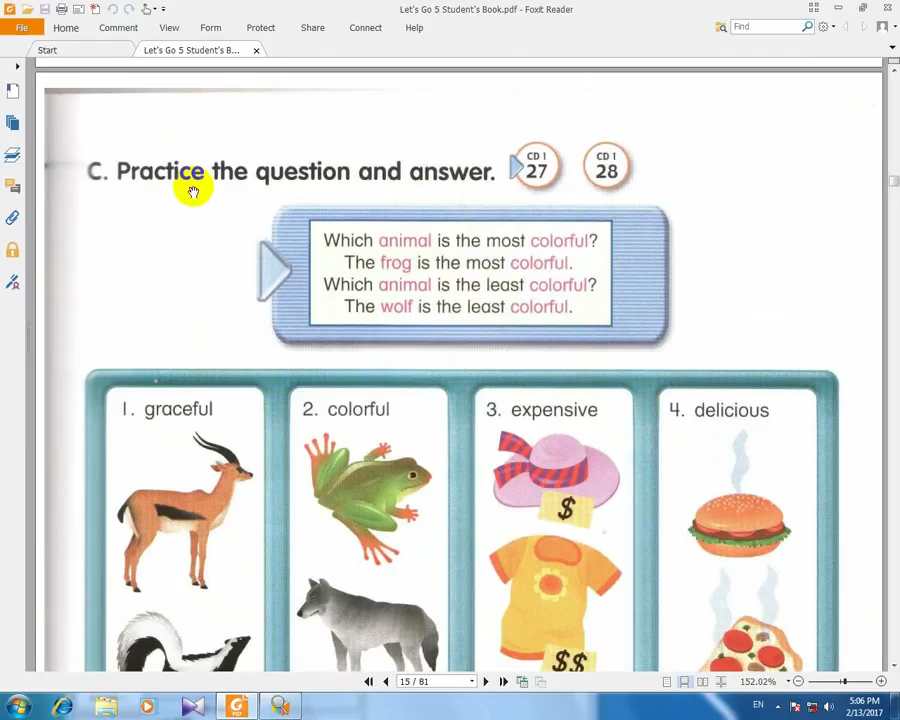 Let's Go 5 Student's Book.pdf - Foxit Reader
File Home Comment View Form Protect Share Connect Help
Find
Start
Let's Go 5 Student's B...
C. Practice the question and answer.
CD 1
27
CD 1
28
Which animal is the most colorful?
The frog is the most colorful.
Which animal is the least colorful?
The wolf is the least colorful.
1. graceful
2. colorful
3. expensive
4. delicious
$
$$
15 / 81
152.02%
EN
5:06 PM
2/13/2017